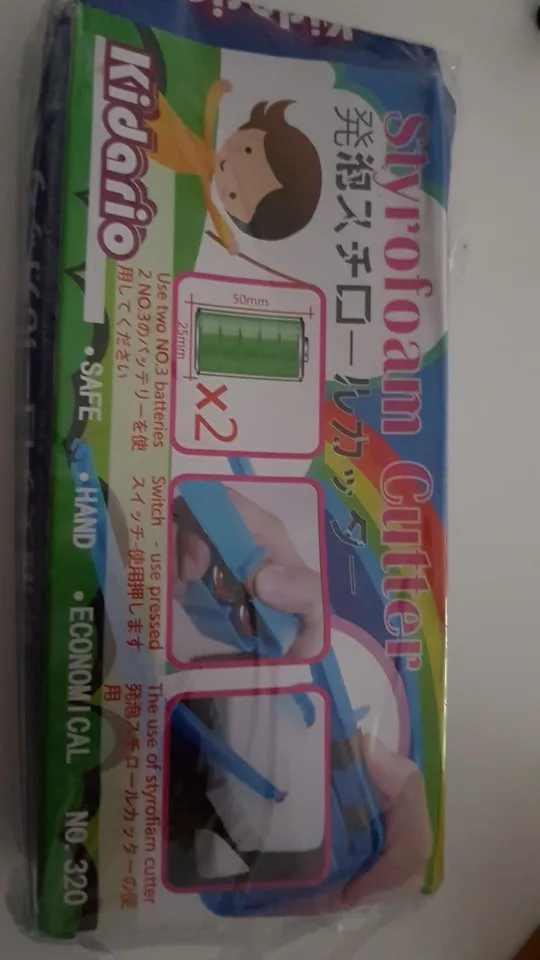 Kidario
Styrofoam Cutter
発泡スチロールカッター
Kidario
50mm
25mm
×2
Use two NO.3 batteries
2 NO.3のバッテリーを使
用してください
Switch - use pressed
スイッチ-使用押します
The use of styrofiam cutter
発泡スチロールカッターの使
用
•SAFE •HAND •ECONOMICAL No. 320